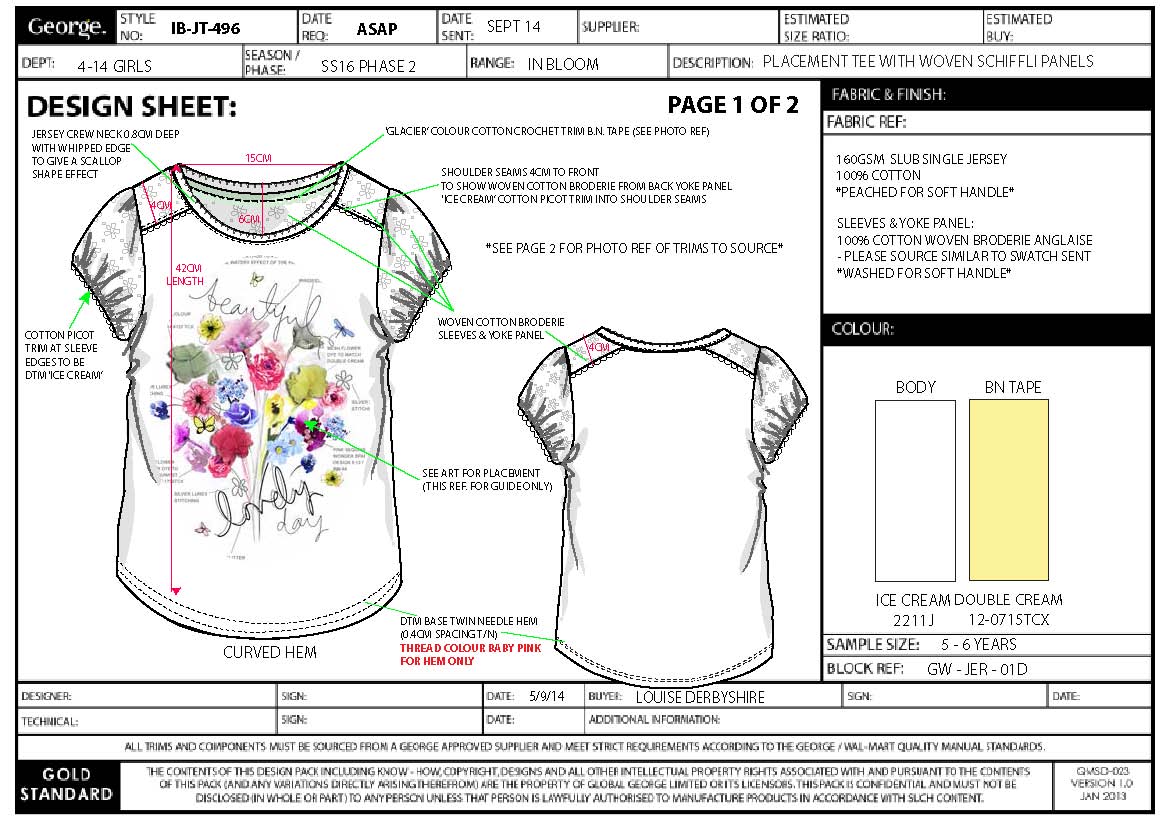 George.
STYLE NO: IB-JT-496
DATE REQ: ASAP
DATE SENT: SEPT 14
SUPPLIER:
ESTIMATED SIZE RATIO:
ESTIMATED BUY:
DEPT: 4-14 GIRLS
SEASON / PHASE: SS16 PHASE 2
RANGE: IN BLOOM
DESCRIPTION: PLACEMENT TEE WITH WOVEN SCHIFFLI PANELS
DESIGN SHEET:
PAGE 1 OF 2
JERSEY CREW NECK 0.8CM DEEP
WITH WHIPPED EDGE
TO GIVE A SCALLOP
SHAPE EFFECT
'GLACIER' COLOUR COTTON CROCHET TRIM B.N. TAPE (SEE PHOTO REF)
15CM
SHOULDER SEAMS 4CM TO FRONT
TO SHOW WOVEN COTTON BRODERIE FROM BACK YOKE PANEL
'ICE CREAM' COTTON PICOT TRIM INTO SHOULDER SEAMS
4CM
6CM
*SEE PAGE 2 FOR PHOTO REF OF TRIMS TO SOURCE*
42CM
LENGTH
beautiful
COTTON PICOT
TRIM AT SLEEVE
EDGES TO BE
DTM 'ICE CREAM'
WOVEN COTTON BRODERIE
SLEEVES & YOKE PANEL
4CM
SEE ART FOR PLACEMENT
(THIS REF. FOR GUIDE ONLY)
SILVER LUREX
STITCHING
lovely
day
DTM BASE TWIN NEEDLE HEM
(0.4CM SPACING T/N)
THREAD COLOUR BABY PINK
FOR HEM ONLY
CURVED HEM
FABRIC & FINISH:
FABRIC REF:
160GSM SLUB SINGLE JERSEY
100% COTTON
*PEACHED FOR SOFT HANDLE*
SLEEVES & YOKE PANEL:
100% COTTON WOVEN BRODERIE ANGLAISE
- PLEASE SOURCE SIMILAR TO SWATCH SENT
*WASHED FOR SOFT HANDLE*
COLOUR:
BODY
BN TAPE
ICE CREAM DOUBLE CREAM
2211J 12-0715TCX
SAMPLE SIZE: 5 - 6 YEARS
BLOCK REF: GW - JER - 01D
DESIGNER:
SIGN:
DATE: 5/9/14
BUYER: LOUISE DERBYSHIRE
SIGN:
DATE:
TECHNICAL:
SIGN:
DATE:
ADDITIONAL INFORMATION:
ALL TRIMS AND COMPONENTS MUST BE SOURCED FROM A GEORGE APPROVED SUPPLIER AND MEET STRICT REQUIREMENTS ACCORDING TO THE GEORGE / WAL-MART QUALITY MANUAL STANDARDS.
GOLD
STANDARD
THE CONTENTS OF THIS DESIGN PACK INCLUDING KNOW - HOW, COPYRIGHT, DESIGNS AND ALL OTHER INTELLECTUAL PROPERTY RIGHTS ASSOCIATED WITH AND PURSUANT TO THE CONTENTS
OF THIS PACK (AND ANY VARIATIONS DIRECTLY ARISING THEREFROM) ARE THE PROPERTY OF GLOBAL GEORGE LIMITED OR ITS LICENSORS. THIS PACK IS CONFIDENTIAL AND MUST NOT BE
DISCLOSED (IN WHOLE OR PART) TO ANY PERSON UNLESS THAT PERSON IS LAWFULLY AUTHORISED TO MANUFACTURE PRODUCTS IN ACCORDANCE WITH SUCH CONTENT.
QMSD-023
VERSION 1.0
JAN 2013